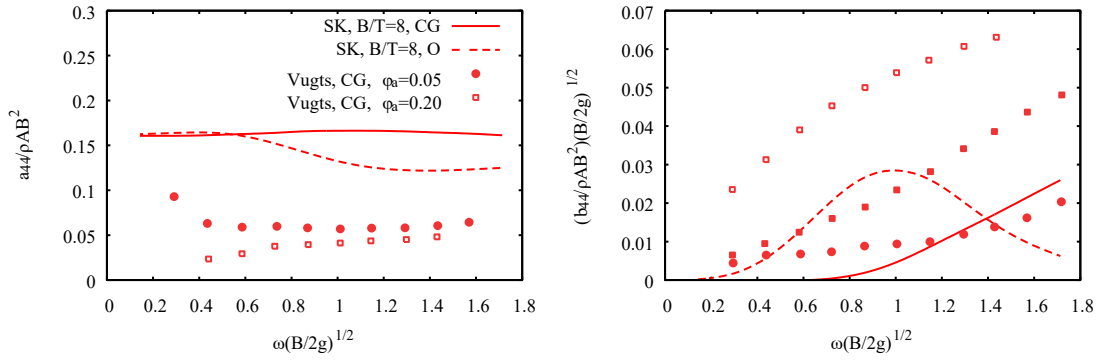 0.3
0.25
0.2
0.15
0.1
0.05
0
a₄₄/ρAB²
SK, B/T=8, CG
SK, B/T=8, O
Vugts, CG, φₐ=0.05
Vugts, CG, φₐ=0.20
0 0.2 0.4 0.6 0.8 1 1.2 1.4 1.6 1.8
ω(B/2g)^1/2
0.07
0.06
0.05
0.04
0.03
0.02
0.01
0
(b₄₄/ρAB²)(B/2g)^1/2
0 0.2 0.4 0.6 0.8 1 1.2 1.4 1.6 1.8
ω(B/2g)^1/2